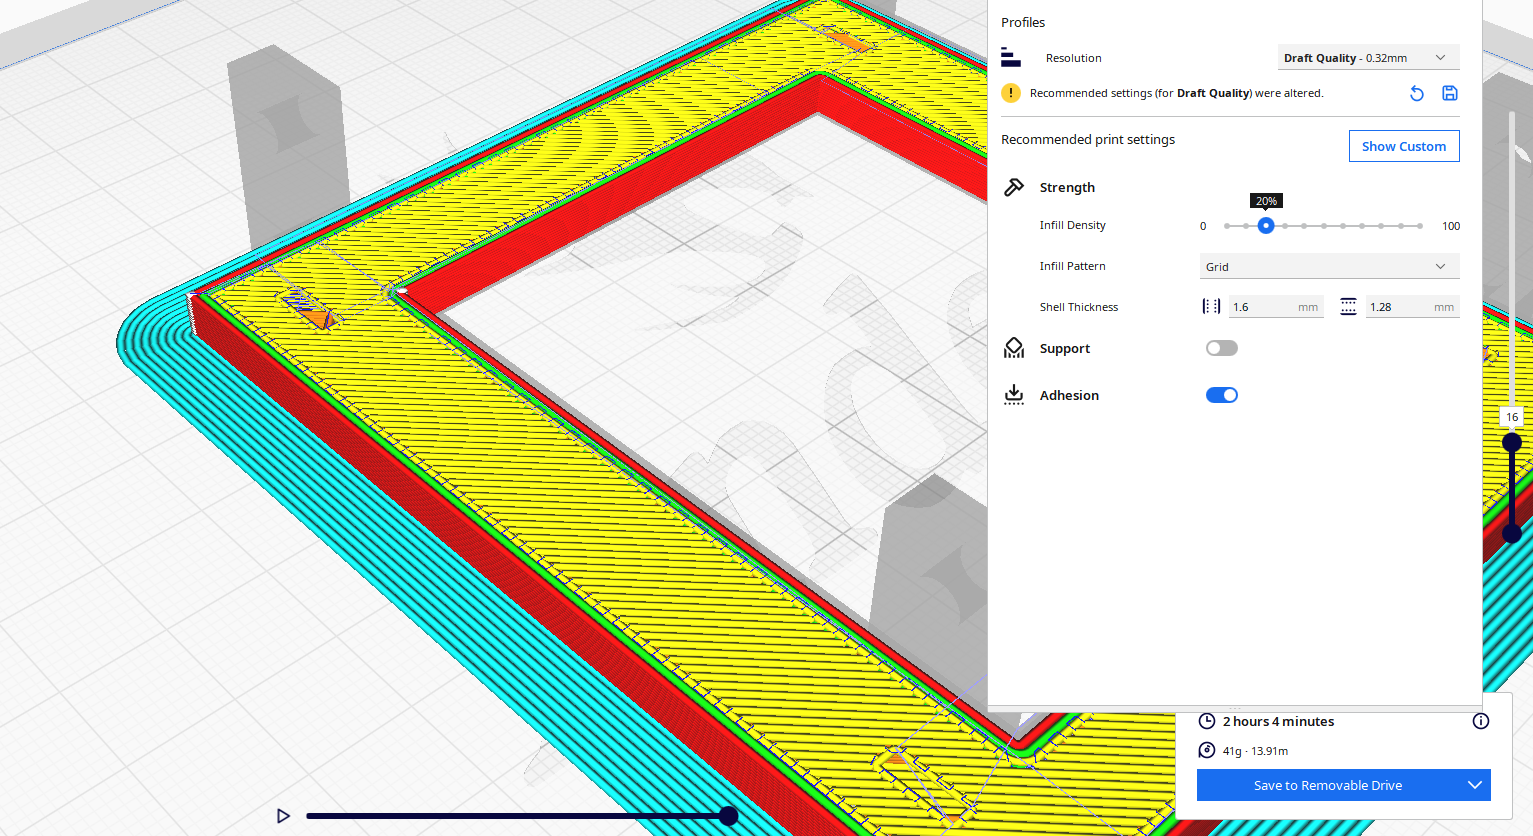 Profiles
Resolution
Draft Quality - 0.32mm
Recommended settings (for Draft Quality) were altered.
Recommended print settings
Show Custom
Strength
20%
Infill Density
0
100
Infill Pattern
Grid
Shell Thickness
1.6 mm
1.28 mm
Support
Adhesion
16
2 hours 4 minutes
41g · 13.91m
Save to Removable Drive